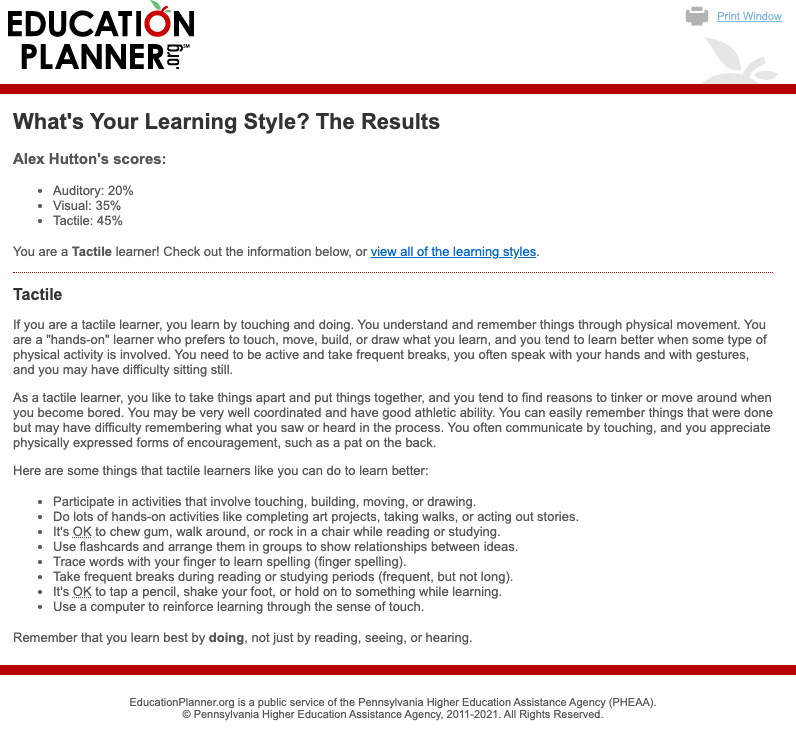 EDUCATION
PLANNER.org℠
Print Window
What's Your Learning Style? The Results
Alex Hutton's scores:
• Auditory: 20%
• Visual: 35%
• Tactile: 45%
You are a Tactile learner! Check out the information below, or view all of the learning styles.
Tactile
If you are a tactile learner, you learn by touching and doing. You understand and remember things through physical movement. You
are a "hands-on" learner who prefers to touch, move, build, or draw what you learn, and you tend to learn better when some type of
physical activity is involved. You need to be active and take frequent breaks, you often speak with your hands and with gestures,
and you may have difficulty sitting still.
As a tactile learner, you like to take things apart and put things together, and you tend to find reasons to tinker or move around when
you become bored. You may be very well coordinated and have good athletic ability. You can easily remember things that were done
but may have difficulty remembering what you saw or heard in the process. You often communicate by touching, and you appreciate
physically expressed forms of encouragement, such as a pat on the back.
Here are some things that tactile learners like you can do to learn better:
• Participate in activities that involve touching, building, moving, or drawing.
• Do lots of hands-on activities like completing art projects, taking walks, or acting out stories.
• It's OK to chew gum, walk around, or rock in a chair while reading or studying.
• Use flashcards and arrange them in groups to show relationships between ideas.
• Trace words with your finger to learn spelling (finger spelling).
• Take frequent breaks during reading or studying periods (frequent, but not long).
• It's OK to tap a pencil, shake your foot, or hold on to something while learning.
• Use a computer to reinforce learning through the sense of touch.
Remember that you learn best by doing, not just by reading, seeing, or hearing.
EducationPlanner.org is a public service of the Pennsylvania Higher Education Assistance Agency (PHEAA).
© Pennsylvania Higher Education Assistance Agency, 2011-2021. All Rights Reserved.